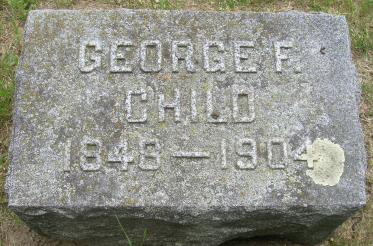 GEORGE F.
CHILD
1848 — 1904